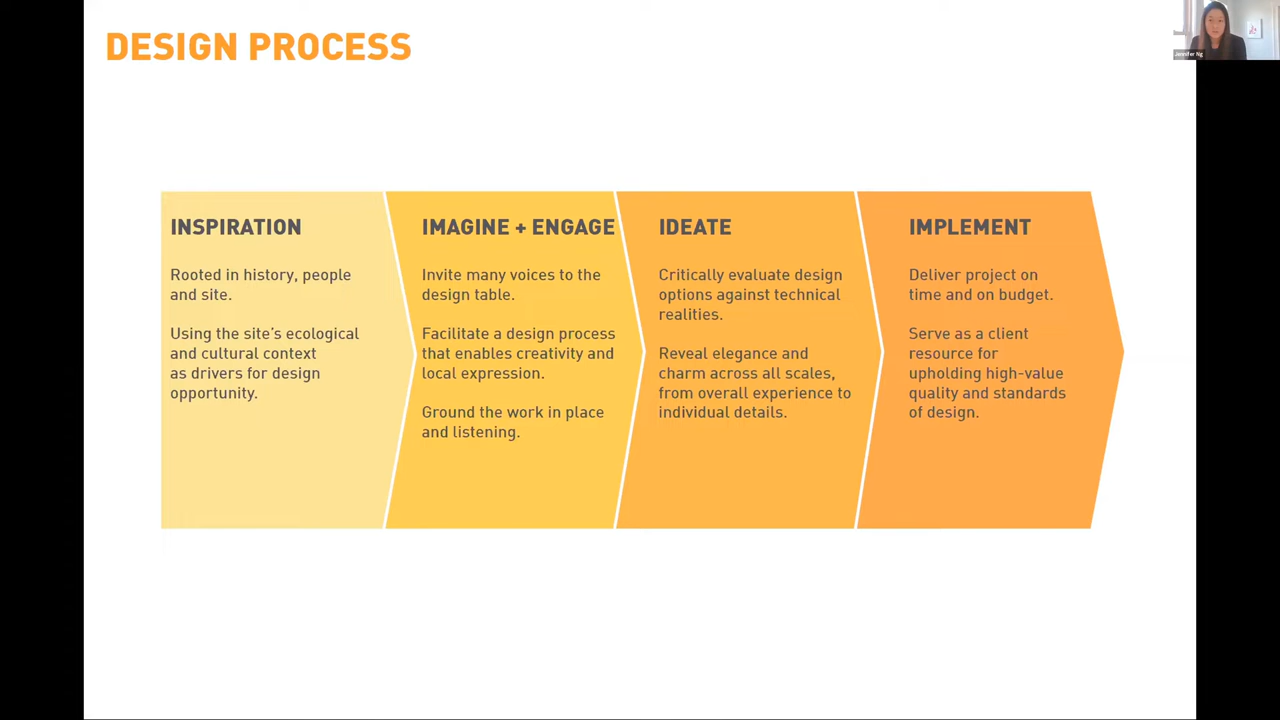 DESIGN PROCESS
Jennifer Ng
INSPIRATION
Rooted in history, people
and site.
Using the site's ecological
and cultural context
as drivers for design
opportunity.
IMAGINE + ENGAGE
Invite many voices to the
design table.
Facilitate a design process
that enables creativity and
local expression.
Ground the work in place
and listening.
IDEATE
Critically evaluate design
options against technical
realities.
Reveal elegance and
charm across all scales,
from overall experience to
individual details.
IMPLEMENT
Deliver project on
time and on budget.
Serve as a client
resource for
upholding high-value
quality and standards
of design.